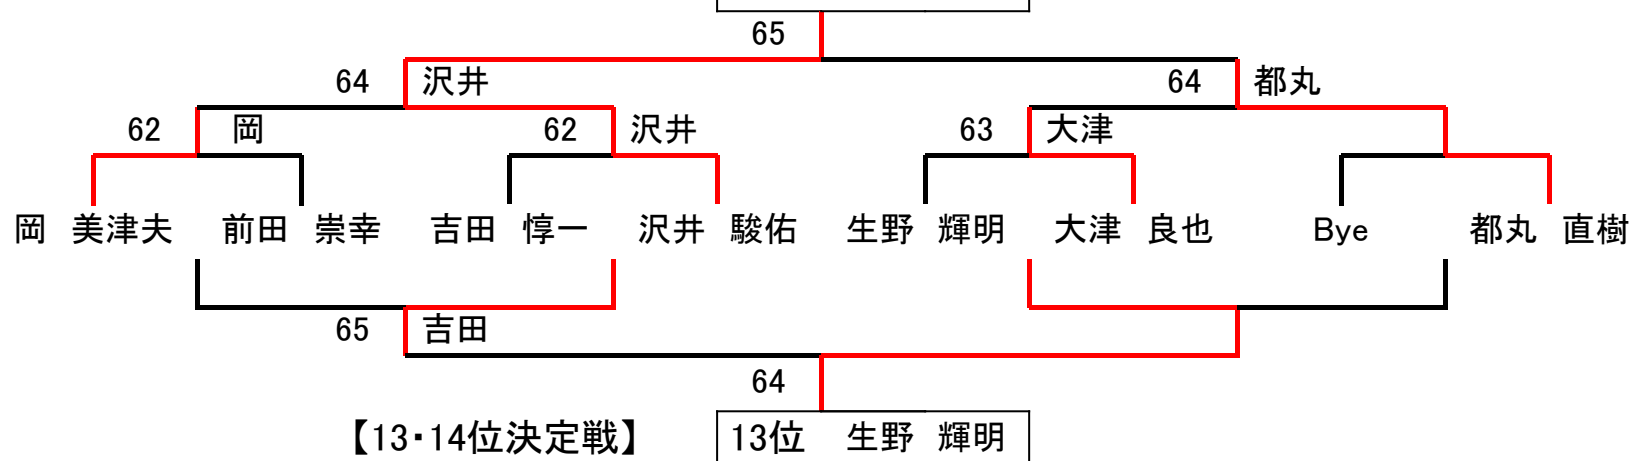 65
64 沢井 64 都丸
62 岡 62 沢井 63 大津
岡 美津夫 前田 崇幸 吉田 惇一 沢井 駿佑 生野 輝明 大津 良也 Bye 都丸 直樹
65 吉田
64
【13・14位決定戦】 13位 生野 輝明